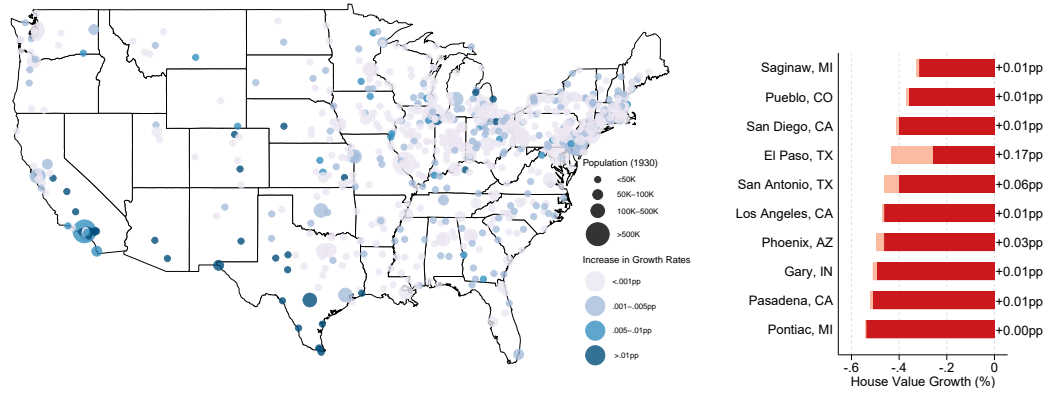 Population (1930)
<50K
50K–100K
100K–500K
>500K
Increase in Growth Rates
<.001pp
.001–.005pp
.005–.01pp
>.01pp
Saginaw, MI +0.01pp
Pueblo, CO +0.01pp
San Diego, CA +0.01pp
El Paso, TX +0.17pp
San Antonio, TX +0.06pp
Los Angeles, CA +0.01pp
Phoenix, AZ +0.03pp
Gary, IN +0.01pp
Pasadena, CA +0.01pp
Pontiac, MI +0.00pp
-.6 -.4 -.2 0
House Value Growth (%)